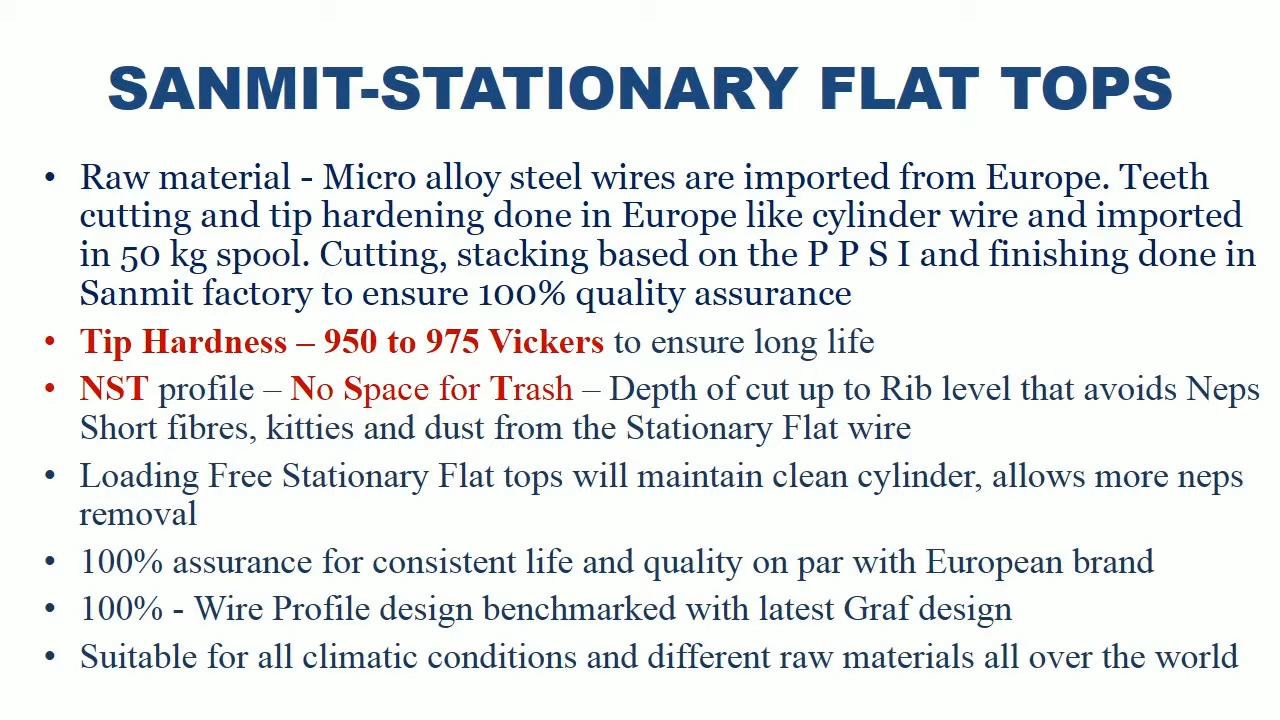 SANMIT-STATIONARY FLAT TOPS
• Raw material - Micro alloy steel wires are imported from Europe. Teeth
cutting and tip hardening done in Europe like cylinder wire and imported
in 50 kg spool. Cutting, stacking based on the P P S I and finishing done in
Sanmit factory to ensure 100% quality assurance
• Tip Hardness – 950 to 975 Vickers to ensure long life
• NST profile – No Space for Trash – Depth of cut up to Rib level that avoids Neps
Short fibres, kitties and dust from the Stationary Flat wire
• Loading Free Stationary Flat tops will maintain clean cylinder, allows more neps
removal
• 100% assurance for consistent life and quality on par with European brand
• 100% - Wire Profile design benchmarked with latest Graf design
• Suitable for all climatic conditions and different raw materials all over the world